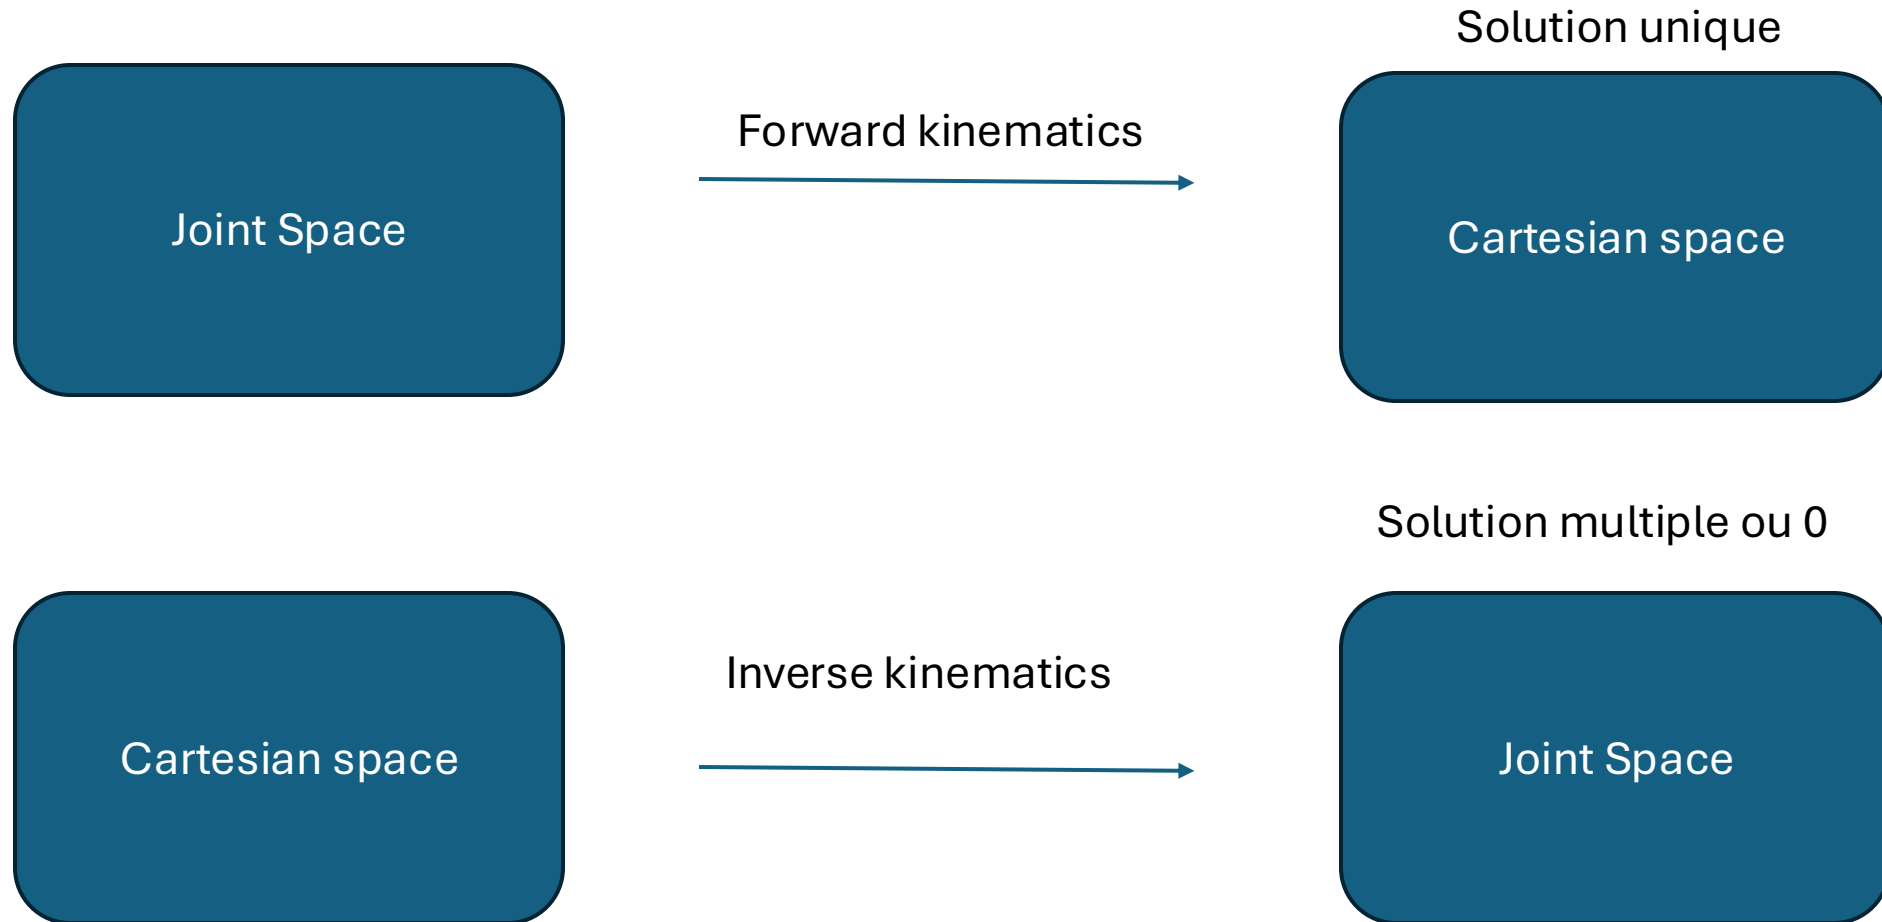 Solution unique
Forward kinematics
Joint Space
Cartesian space
Solution multiple ou 0
Inverse kinematics
Cartesian space
Joint Space